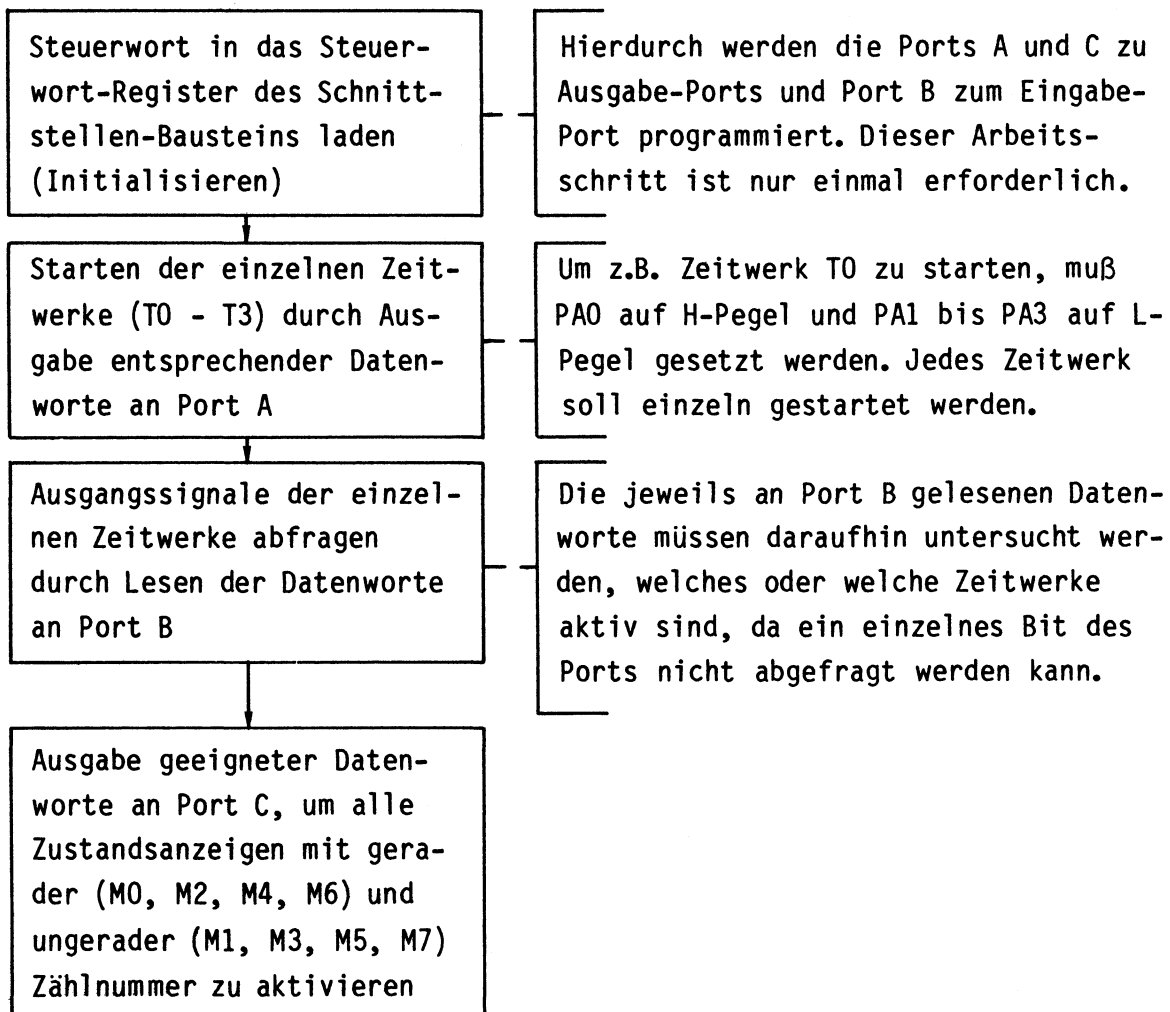 Steuerwort in das Steuer-
wort-Register des Schnitt-
stellen-Bausteins laden
(Initialisieren)
Hierdurch werden die Ports A und C zu
Ausgabe-Ports und Port B zum Eingabe-
Port programmiert. Dieser Arbeits-
schritt ist nur einmal erforderlich.
Starten der einzelnen Zeit-
werke (T0 - T3) durch Aus-
gabe entsprechender Daten-
worte an Port A
Um z.B. Zeitwerk T0 zu starten, muß
PA0 auf H-Pegel und PA1 bis PA3 auf L-
Pegel gesetzt werden. Jedes Zeitwerk
soll einzeln gestartet werden.
Ausgangssignale der einzel-
nen Zeitwerke abfragen
durch Lesen der Datenworte
an Port B
Die jeweils an Port B gelesenen Daten-
worte müssen daraufhin untersucht wer-
den, welches oder welche Zeitwerke
aktiv sind, da ein einzelnes Bit des
Ports nicht abgefragt werden kann.
Ausgabe geeigneter Daten-
worte an Port C, um alle
Zustandsanzeigen mit gera-
der (M0, M2, M4, M6) und
ungerader (M1, M3, M5, M7)
Zählnummer zu aktivieren